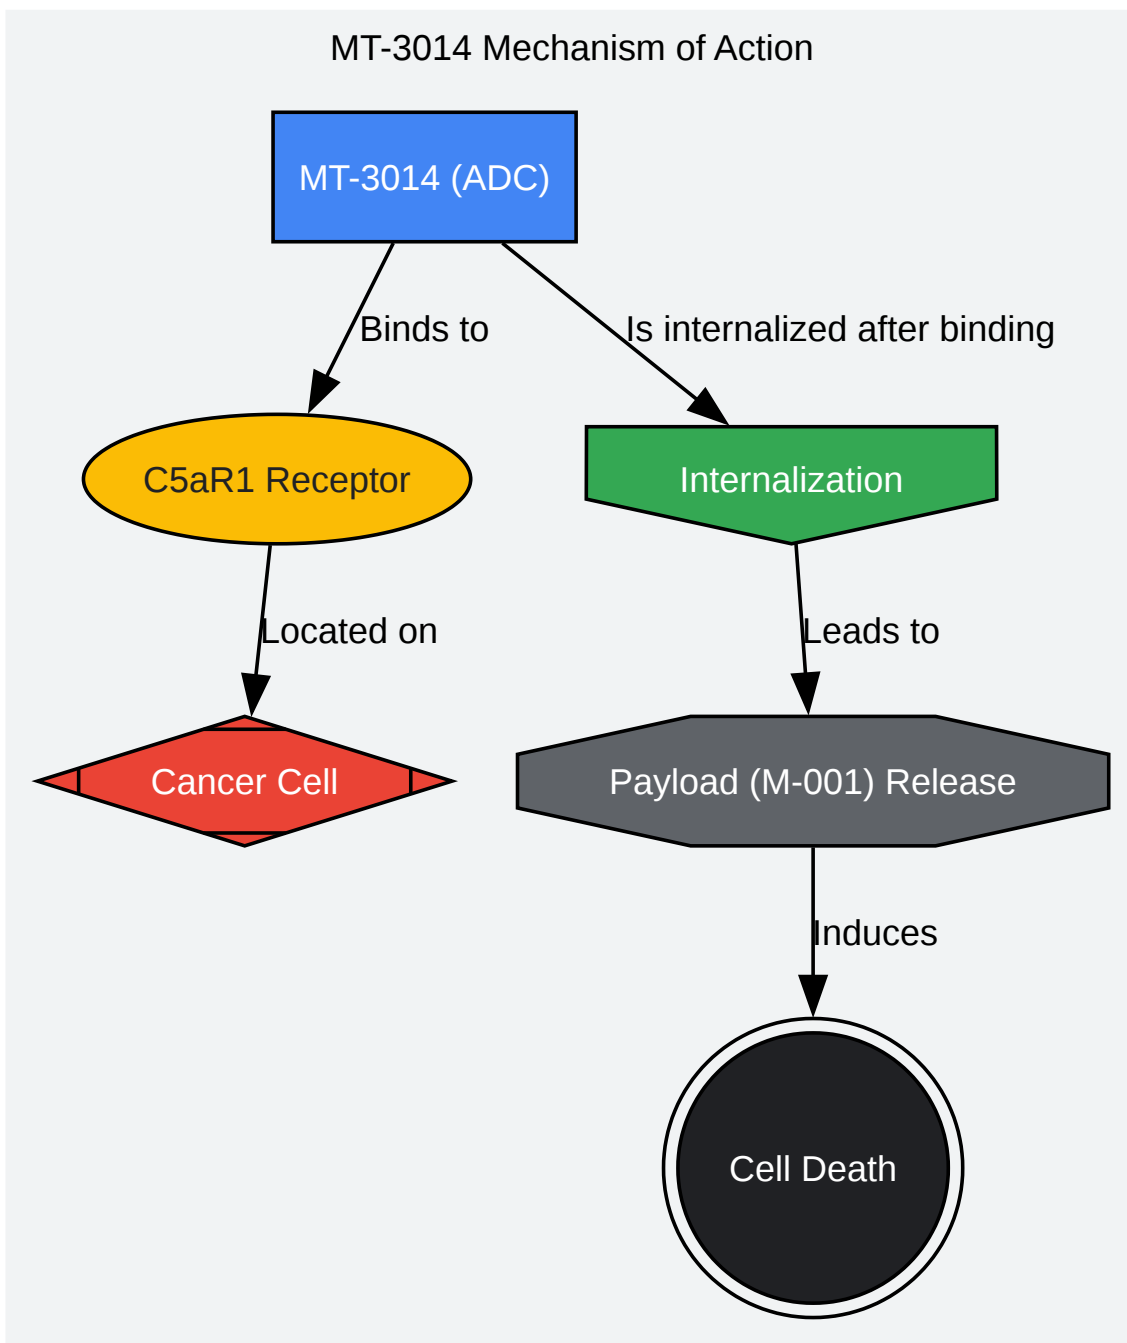 MT-3014 Mechanism of Action
MT-3014 (ADC)
Binds to
Is internalized after binding
C5aR1 Receptor
Internalization
Located on
Leads to
Cancer Cell
Payload (M-001) Release
Induces
Cell Death